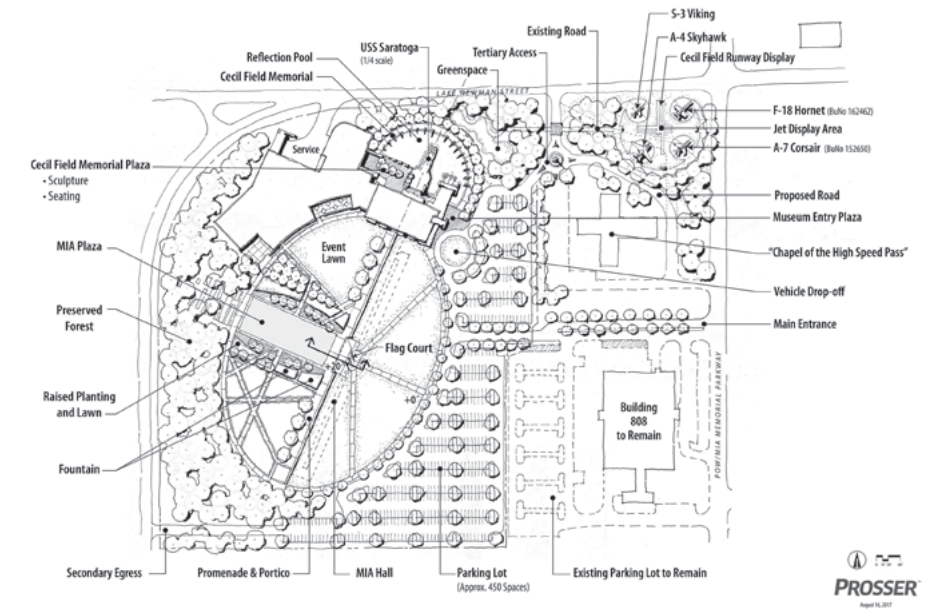 S-3 Viking
Existing Road
A-4 Skyhawk
USS Saratoga
(1/4 scale)
Tertiary Access
Cecil Field Runway Display
Reflection Pool
Greenspace
Cecil Field Memorial
LAKE NEWMAN STREET
F-18 Hornet (BuNo 162462)
Jet Display Area
A-7 Corsair (BuNo 152650)
Service
Cecil Field Memorial Plaza
• Sculpture
• Seating
Proposed Road
Museum Entry Plaza
MIA Plaza
Event
Lawn
"Chapel of the High Speed Pass"
Vehicle Drop-off
Preserved
Forest
Main Entrance
Flag Court
+20
+0
Raised Planting
and Lawn
Building
808
to Remain
POW/MIA MEMORIAL PARKWAY
Fountain
Secondary Egress
Promenade & Portico
MIA Hall
Parking Lot
(Approx. 450 Spaces)
Existing Parking Lot to Remain
PROSSER
August 16, 2017